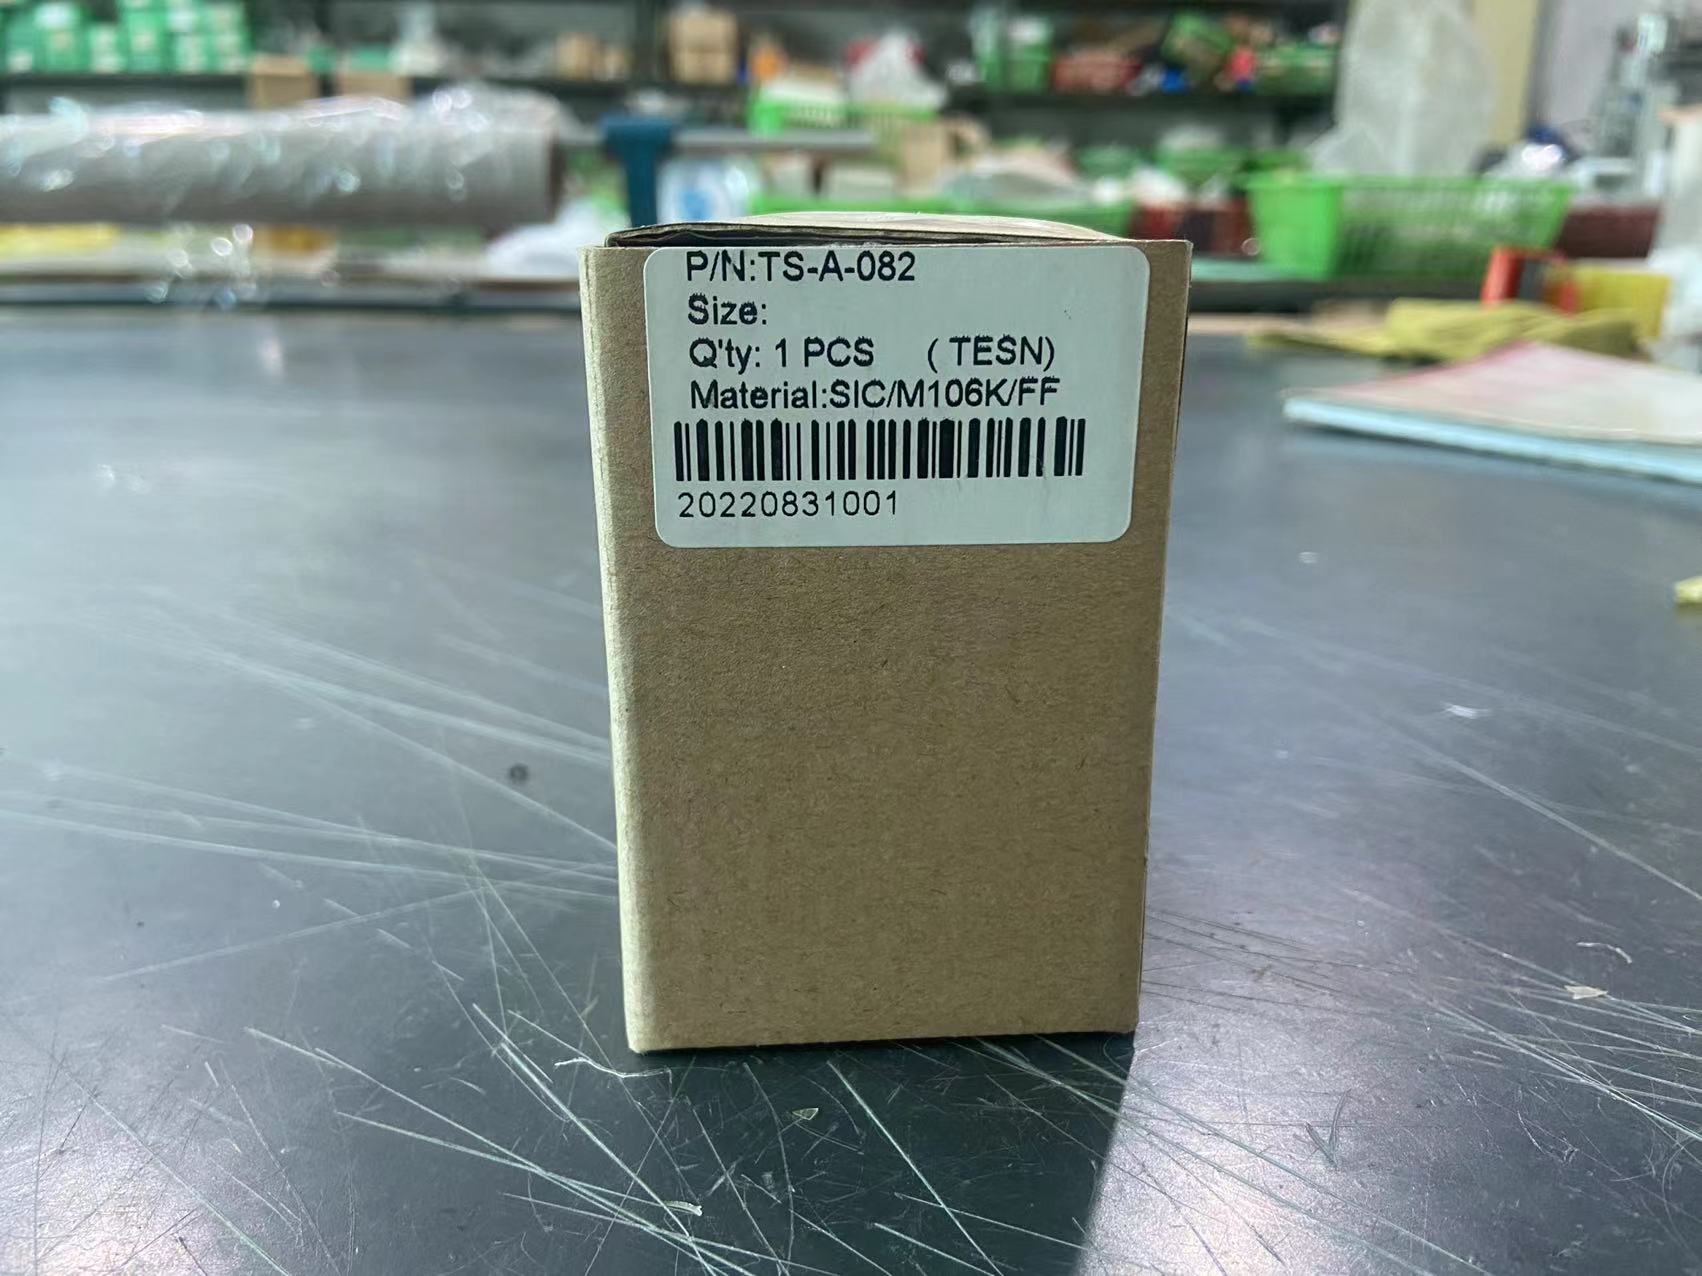 P/N:TS-A-082
Size:
Q'ty: 1 PCS ( TESN)
Material:SIC/M106K/FF
20220831001